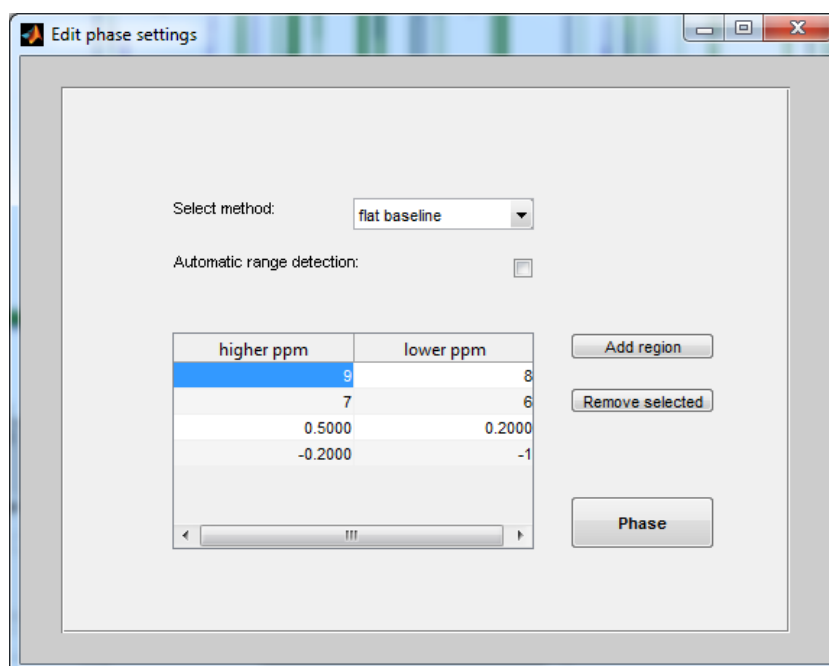 Edit phase settings
Select method: flat baseline
Automatic range detection:
higher ppm lower ppm
9 8
7 6
0.5000 0.2000
-0.2000 -1
Add region
Remove selected
Phase